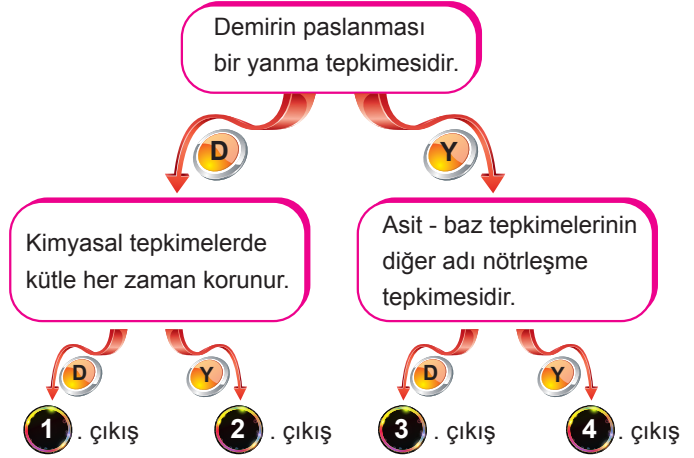 Demirin paslanması
bir yanma tepkimesidir.
D
Y
Kimyasal tepkimelerde
kütle her zaman korunur.
Asit - baz tepkimelerinin
diğer adı nötrleşme
tepkimesidir.
D
Y
D
Y
1 . çıkış
2 . çıkış
3 . çıkış
4 . çıkış